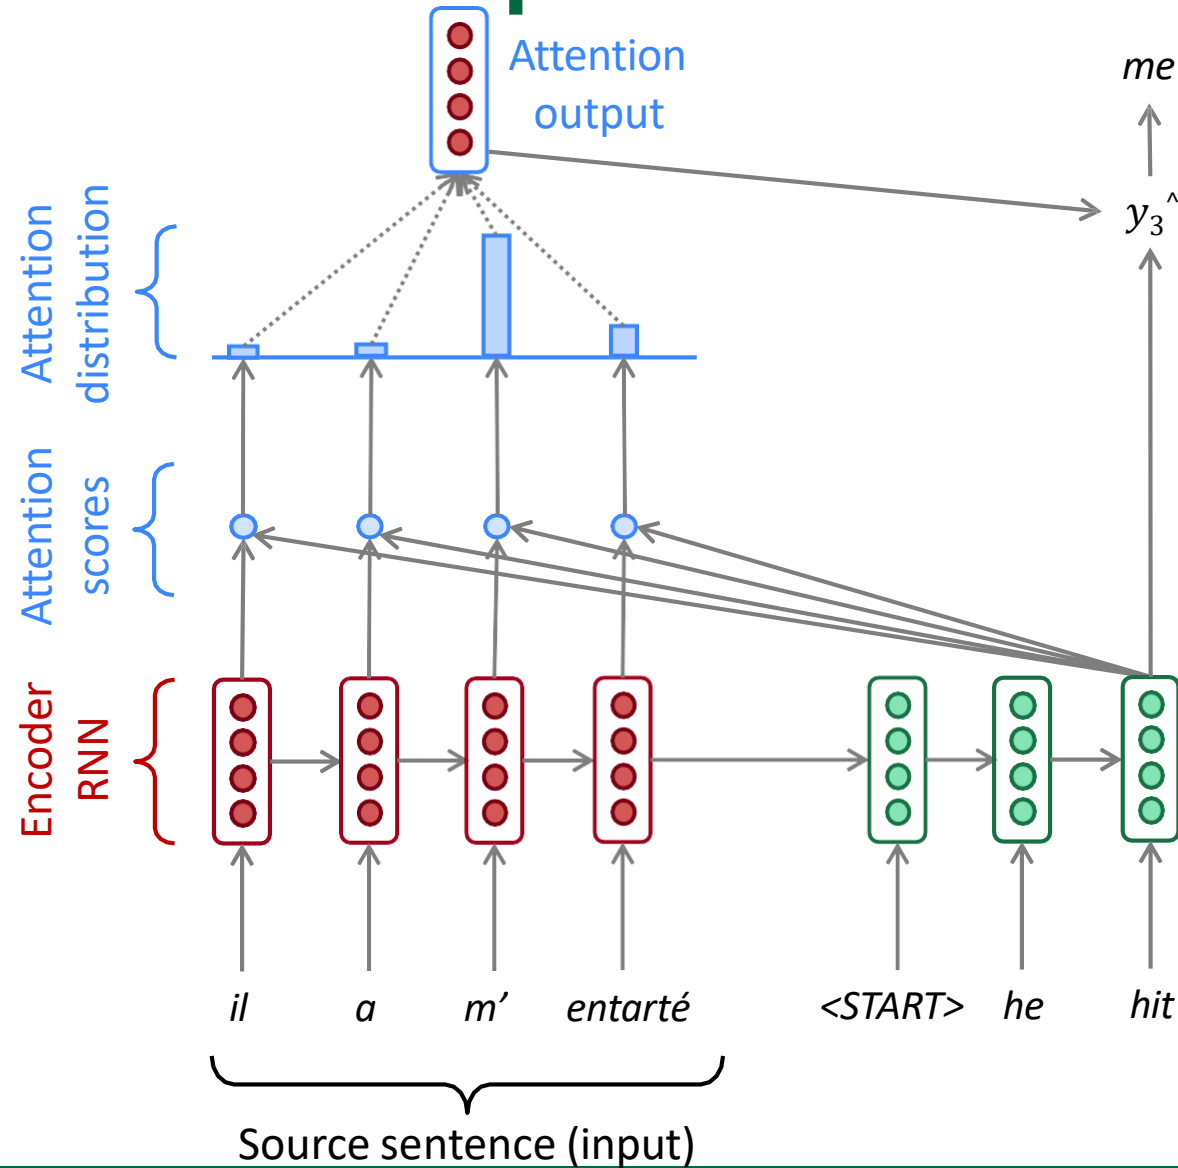 Attention
output
me
Attention
distribution
y₃^
Attention
scores
Encoder
RNN
il a m’ entarté <START> he hit
Source sentence (input)